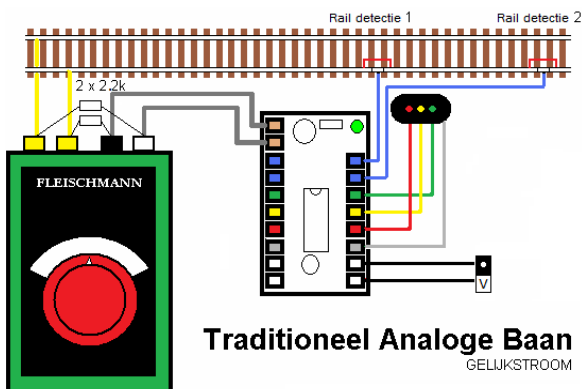 Rail detectie 1
Rail detectie 2
2 x 2.2k
FLEISCHMANN
V
Traditioneel Analoge Baan
GELIJKSTROOM